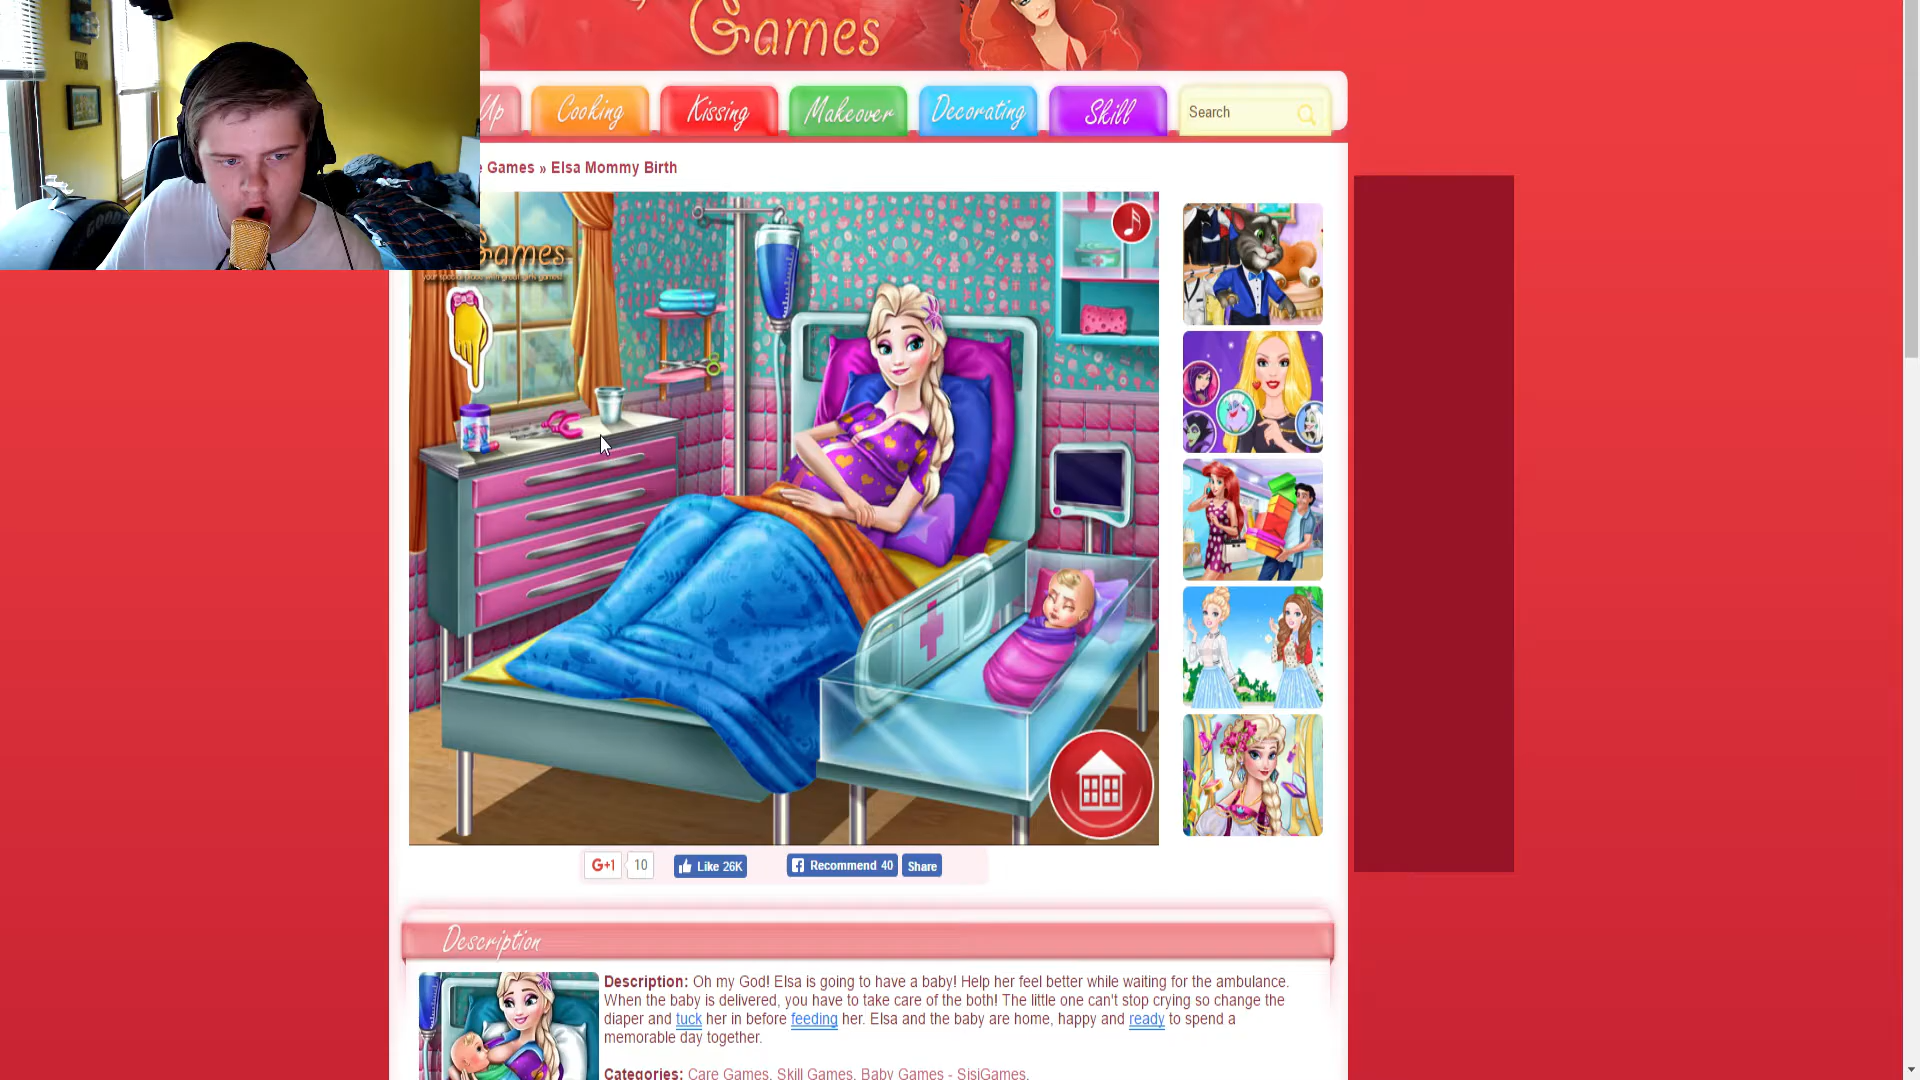 Games
Up
Cooking
Kissing
Makeover
Decorating
Skill
Search
Games » Elsa Mommy Birth
Games
G+1
10
Like 26K
Recommend 40
Share
Description
Description: Oh my God! Elsa is going to have a baby! Help her feel better while waiting for the ambulance.
When the baby is delivered, you have to take care of the both! The little one can't stop crying so change the
diaper and tuck her in before feeding her. Elsa and the baby are home, happy and ready to spend a
memorable day together.
Categories: Care Games, Skill Games, Baby Games - SisiGames.